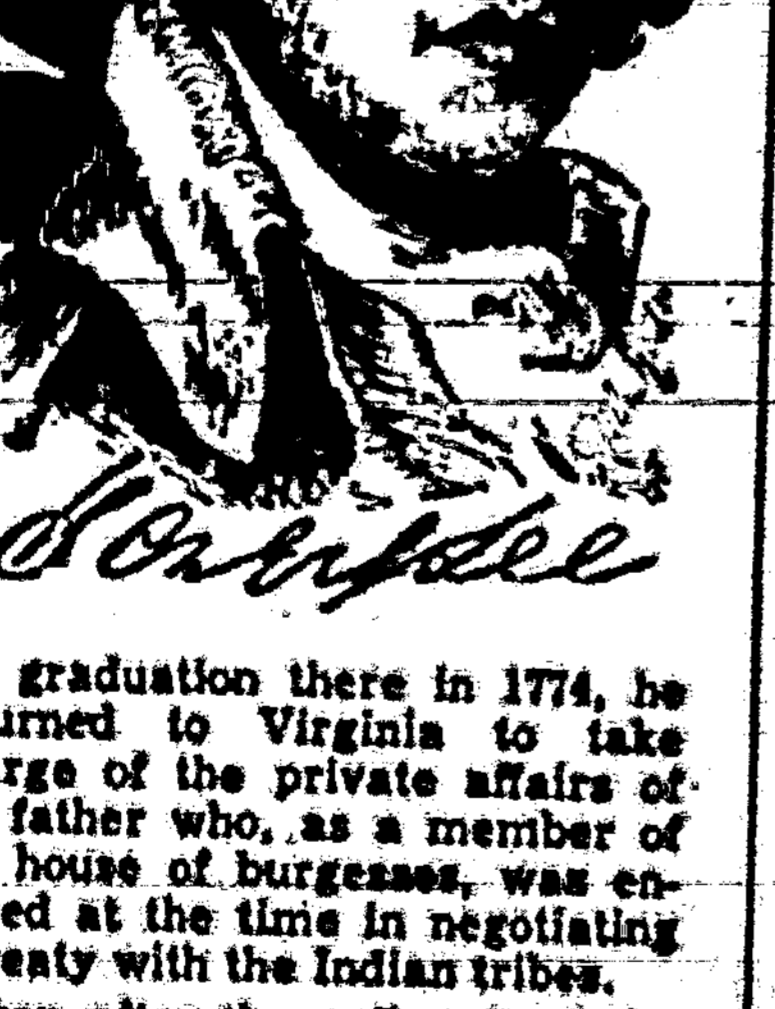 graduation there in 1774, he
urned to Virginia to take
rge of the private affairs of
father who, as a member of
house of burgesses, was en-
ed at the time in negotiating
eaty with the Indian tribes.